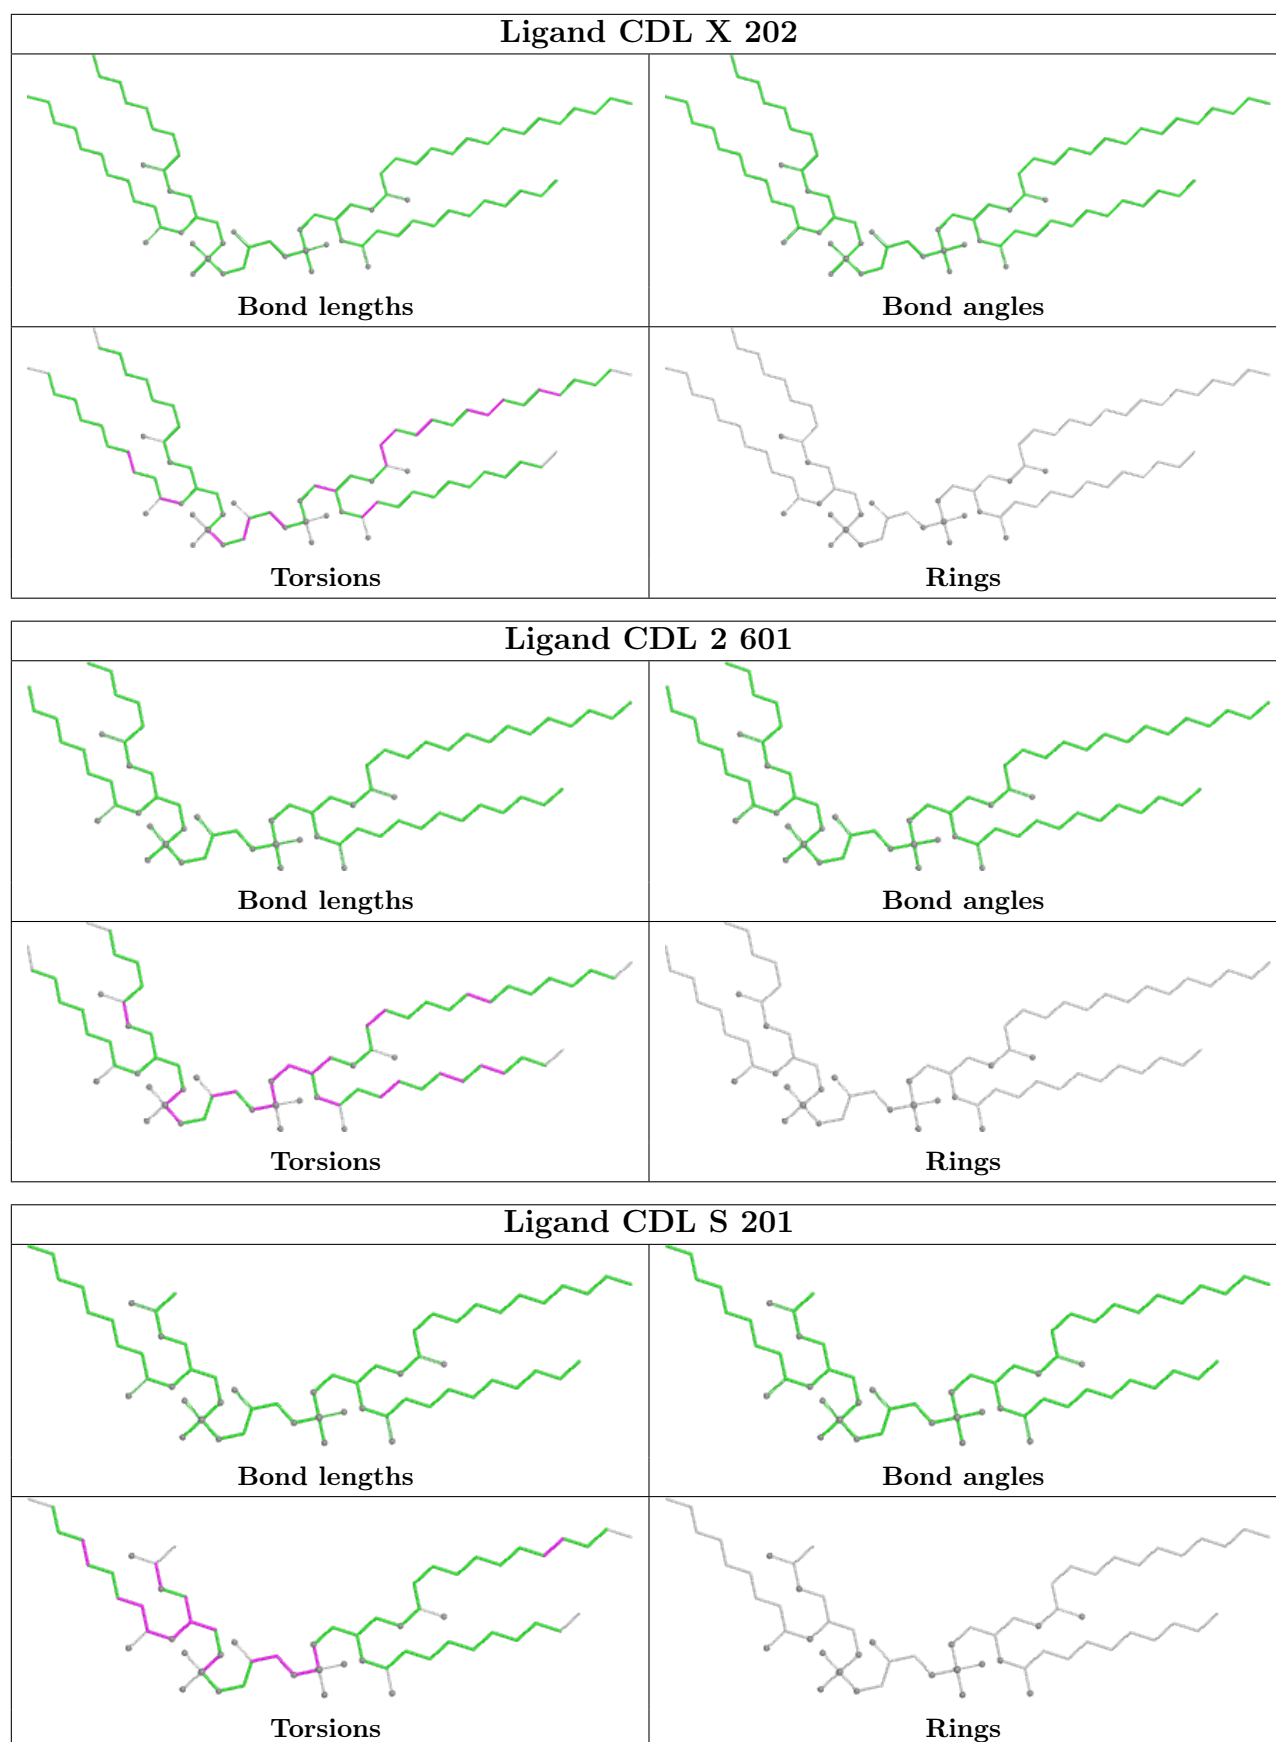 Ligand CDL X 202
Bond lengths
Bond angles
Torsions
Rings
Ligand CDL 2 601
Bond lengths
Bond angles
Torsions
Rings
Ligand CDL S 201
Bond lengths
Bond angles
Torsions
Rings